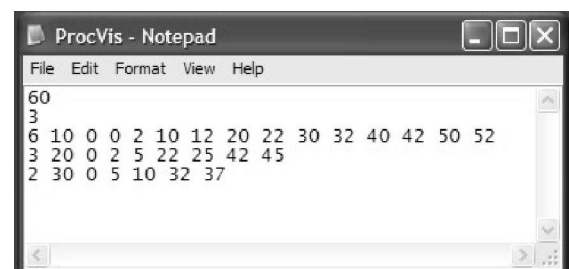 ProcVis - Notepad
File Edit Format View Help
60
3
6 10 0 0 2 10 12 20 22 30 32 40 42 50 52
3 20 0 2 5 22 25 42 45
2 30 0 5 10 32 37